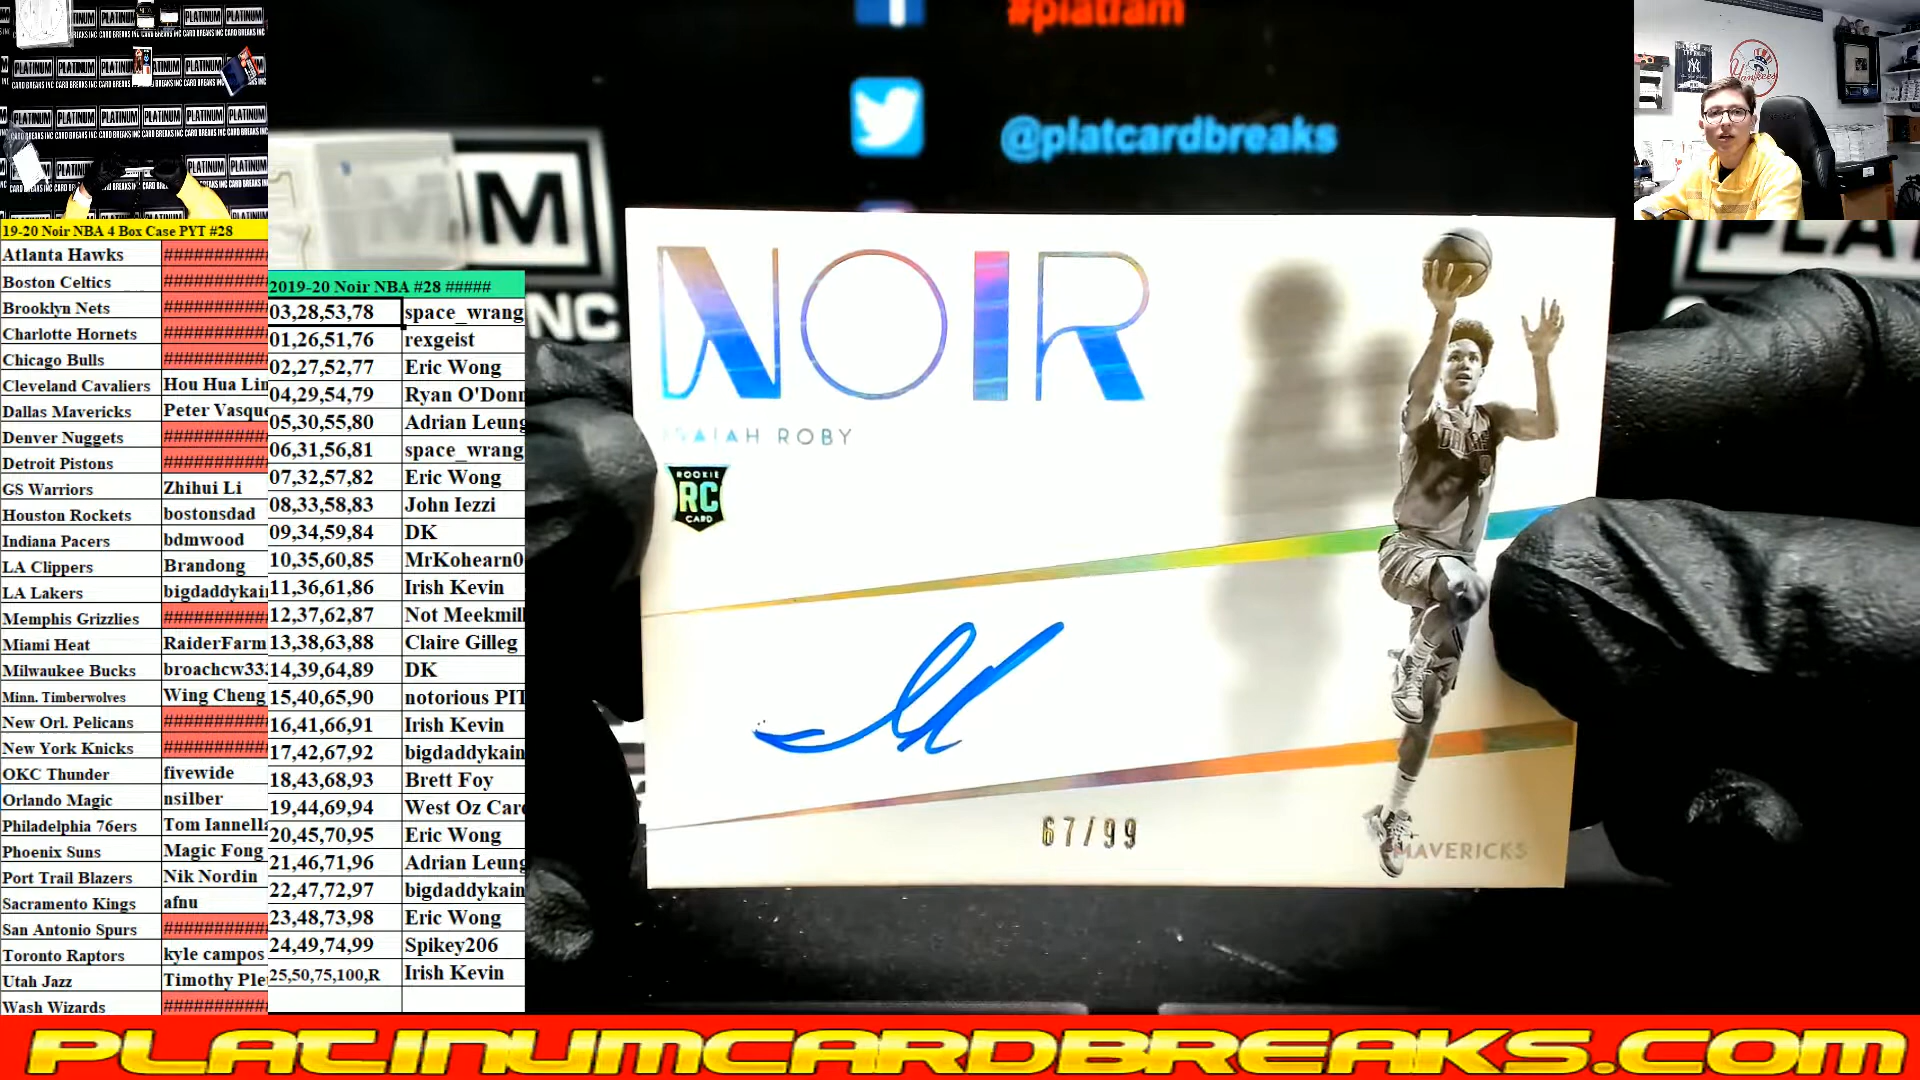 #platfam
@platcardbreaks
PLATINUM
CARD BREAKS INC
M
INC
PLA
Yankees
19-20 Noir NBA 4 Box Case PYT #28
Atlanta Hawks ###########
Boston Celtics ###########
Brooklyn Nets ###########
Charlotte Hornets ###########
Chicago Bulls ###########
Cleveland Cavaliers Hou Hua Lin
Dallas Mavericks Peter Vasque
Denver Nuggets ###########
Detroit Pistons ###########
GS Warriors Zhihui Li
Houston Rockets bostonsdad
Indiana Pacers bdmwood
LA Clippers Brandong
LA Lakers bigdaddykai
Memphis Grizzlies ###########
Miami Heat RaiderFarm
Milwaukee Bucks broachcw33
Minn. Timberwolves Wing Cheng
New Orl. Pelicans ###########
New York Knicks ###########
OKC Thunder fivewide
Orlando Magic nsilber
Philadelphia 76ers Tom Iannella
Phoenix Suns Magic Fong
Port Trail Blazers Nik Nordin
Sacramento Kings afnu
San Antonio Spurs ###########
Toronto Raptors kyle campos
Utah Jazz Timothy Ple
Wash Wizards ###########
2019-20 Noir NBA #28 #####
03,28,53,78 space_wrang
01,26,51,76 rexgeist
02,27,52,77 Eric Wong
04,29,54,79 Ryan O'Donn
05,30,55,80 Adrian Leung
06,31,56,81 space_wrang
07,32,57,82 Eric Wong
08,33,58,83 John Iezzi
09,34,59,84 DK
10,35,60,85 MrKohearn0
11,36,61,86 Irish Kevin
12,37,62,87 Not Meekmill
13,38,63,88 Claire Gilleg
14,39,64,89 DK
15,40,65,90 notorious PIT
16,41,66,91 Irish Kevin
17,42,67,92 bigdaddykain
18,43,68,93 Brett Foy
19,44,69,94 West Oz Card
20,45,70,95 Eric Wong
21,46,71,96 Adrian Leung
22,47,72,97 bigdaddykain
23,48,73,98 Eric Wong
24,49,74,99 Spikey206
25,50,75,100,R Irish Kevin
NOIR
ISAIAH ROBY
ROOKIE
RC
CARD
67/99
MAVERICKS
PLATINUMCARDBREAKS.COM